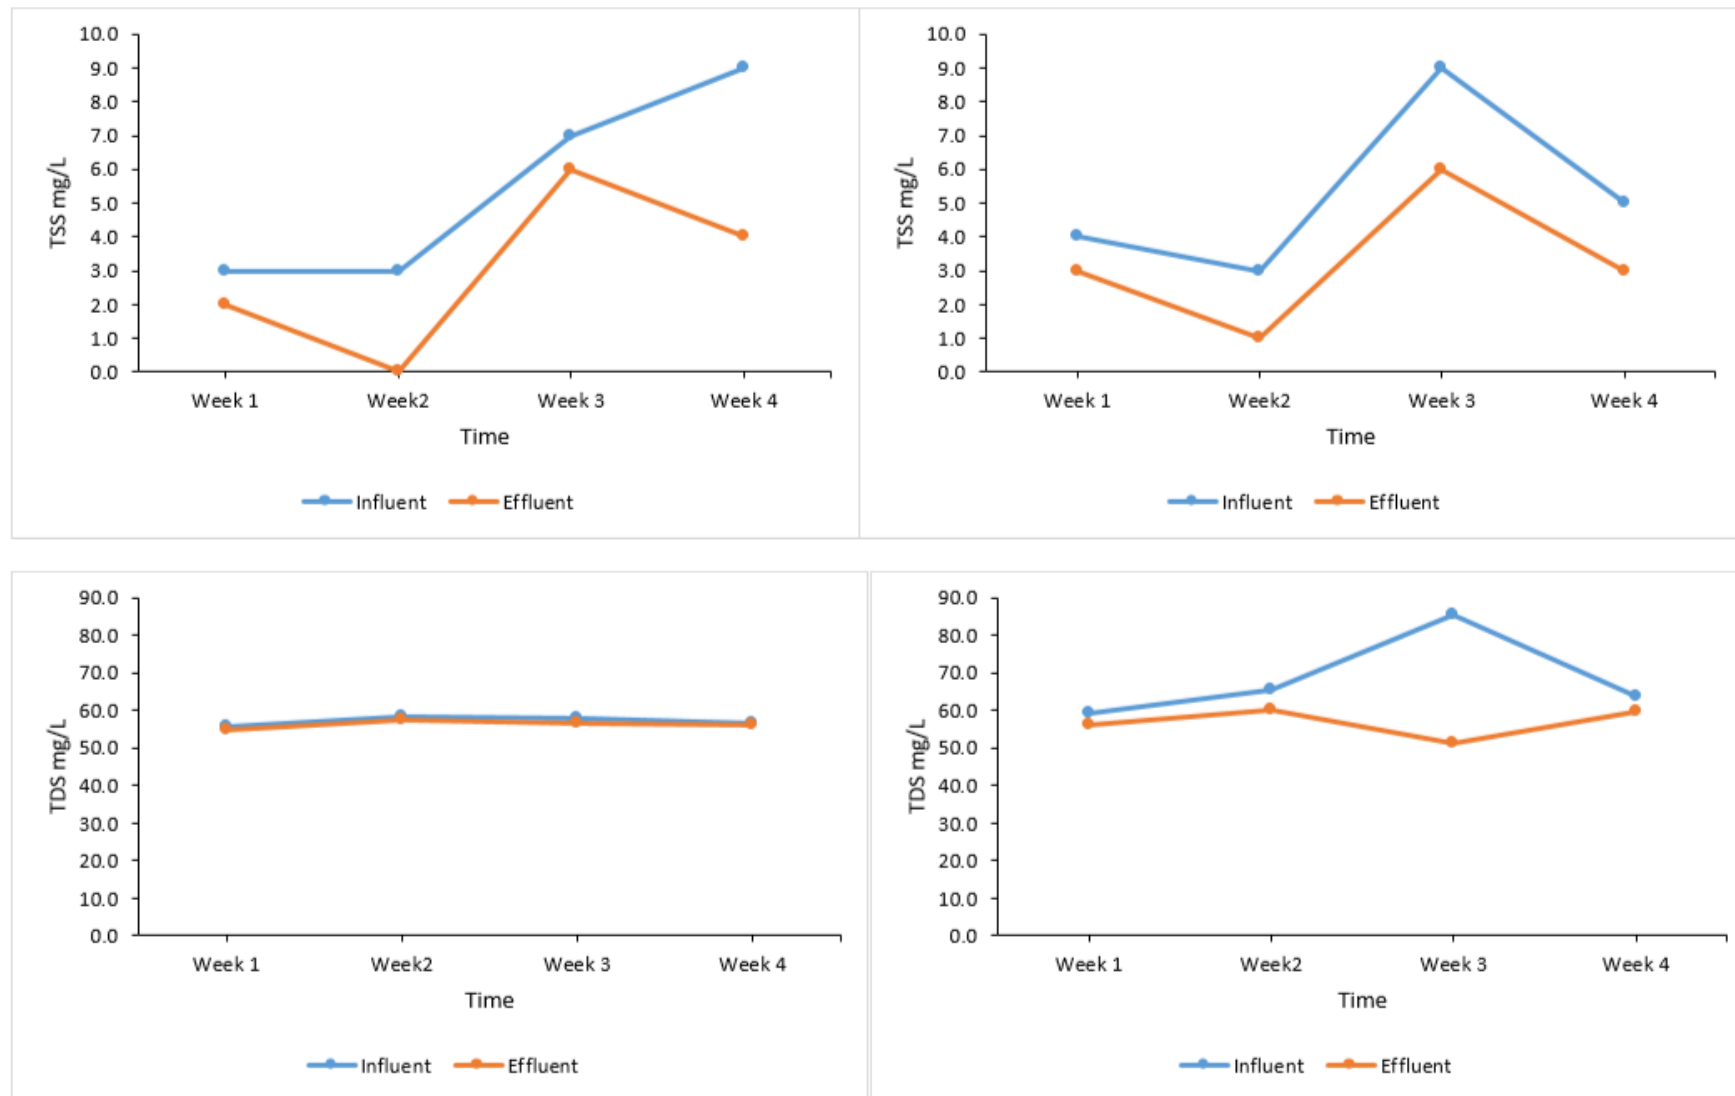 10.0
9.0
8.0
7.0
6.0
5.0
4.0
3.0
2.0
1.0
0.0
TSS mg/L
Week 1 Week2 Week 3 Week 4
Time
Influent Effluent
10.0
9.0
8.0
7.0
6.0
5.0
4.0
3.0
2.0
1.0
0.0
TSS mg/L
Week 1 Week2 Week 3 Week 4
Time
Influent Effluent
90.0
80.0
70.0
60.0
50.0
40.0
30.0
20.0
10.0
0.0
TDS mg/L
Week 1 Week2 Week 3 Week 4
Time
Influent Effluent
90.0
80.0
70.0
60.0
50.0
40.0
30.0
20.0
10.0
0.0
TDS mg/L
Week 1 Week2 Week 3 Week 4
Time
Influent Effluent